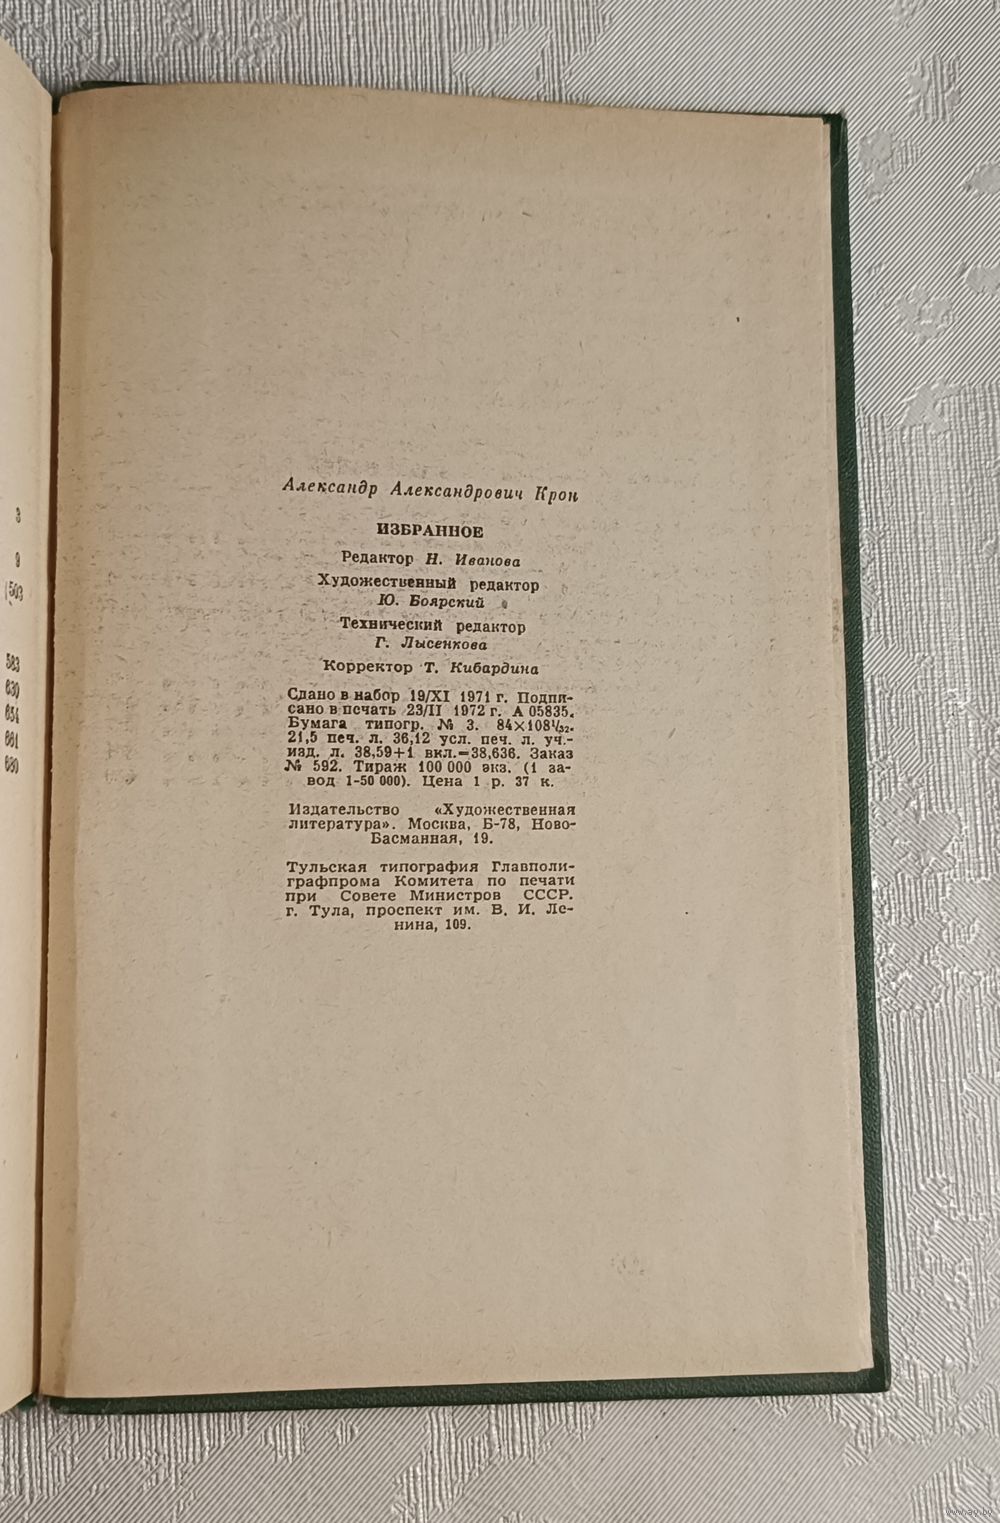 3
9
503
583
630
654
661
680
Александр Александрович Крон
ИЗБРАННОЕ
Редактор Н. Иванова
Художественный редактор
Ю. Боярский
Технический редактор
Г. Лысенкова
Корректор Т. Кибардина
Сдано в набор 19/XI 1971 г. Подпи-
сано в печать 23/II 1972 г. А 05835.
Бумага типогр. № 3. 84×108¹/₃₂.
21,5 печ. л. 36,12 усл. печ. л. уч.-
изд. л. 38,59+1 вкл.=38,636. Заказ
№ 592. Тираж 100 000 экз. (1 за-
вод 1-50 000). Цена 1 р. 37 к.
Издательство «Художественная
литература». Москва, Б-78, Ново-
Басманная, 19.
Тульская типография Главполи-
графпрома Комитета по печати
при Совете Министров СССР.
г. Тула, проспект им. В. И. Ле-
нина, 109.
www.ay.by